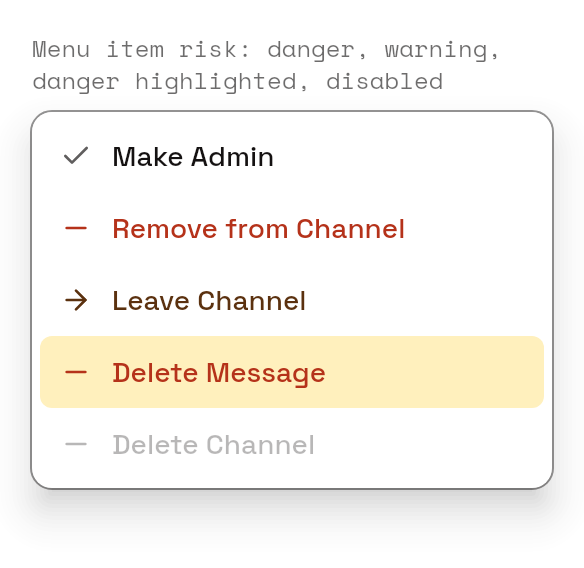 Menu item risk: danger, warning,
danger highlighted, disabled
Make Admin
Remove from Channel
Leave Channel
Delete Message
Delete Channel